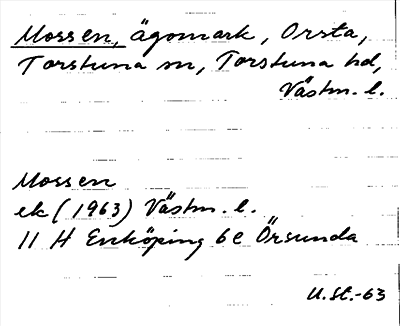 Mossen, ägomark, Orsta,
Torstuna sn, Torstuna hd,
Västm. l.
Mossen
ek (1963) Västm. l.
11 H Enköping 6e Örsunda
U.St.-63